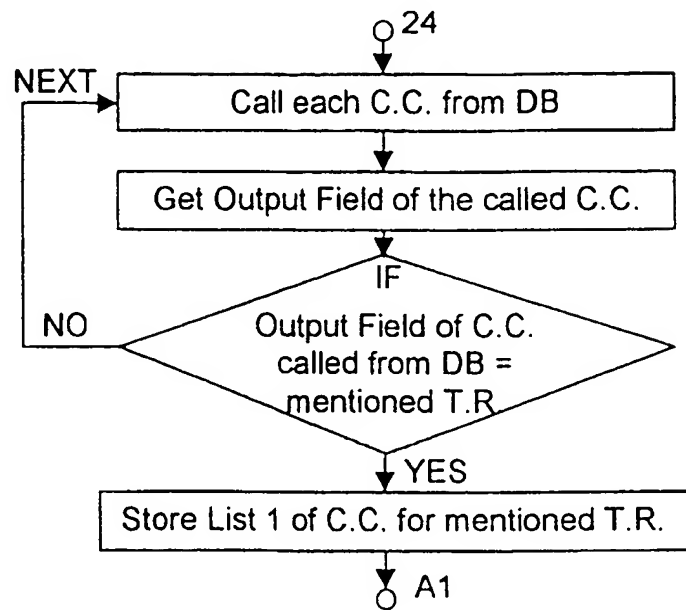 24
NEXT
Call each C.C. from DB
Get Output Field of the called C.C.
IF
NO
Output Field of C.C.
called from DB =
mentioned T.R.
YES
Store List 1 of C.C. for mentioned T.R.
A1